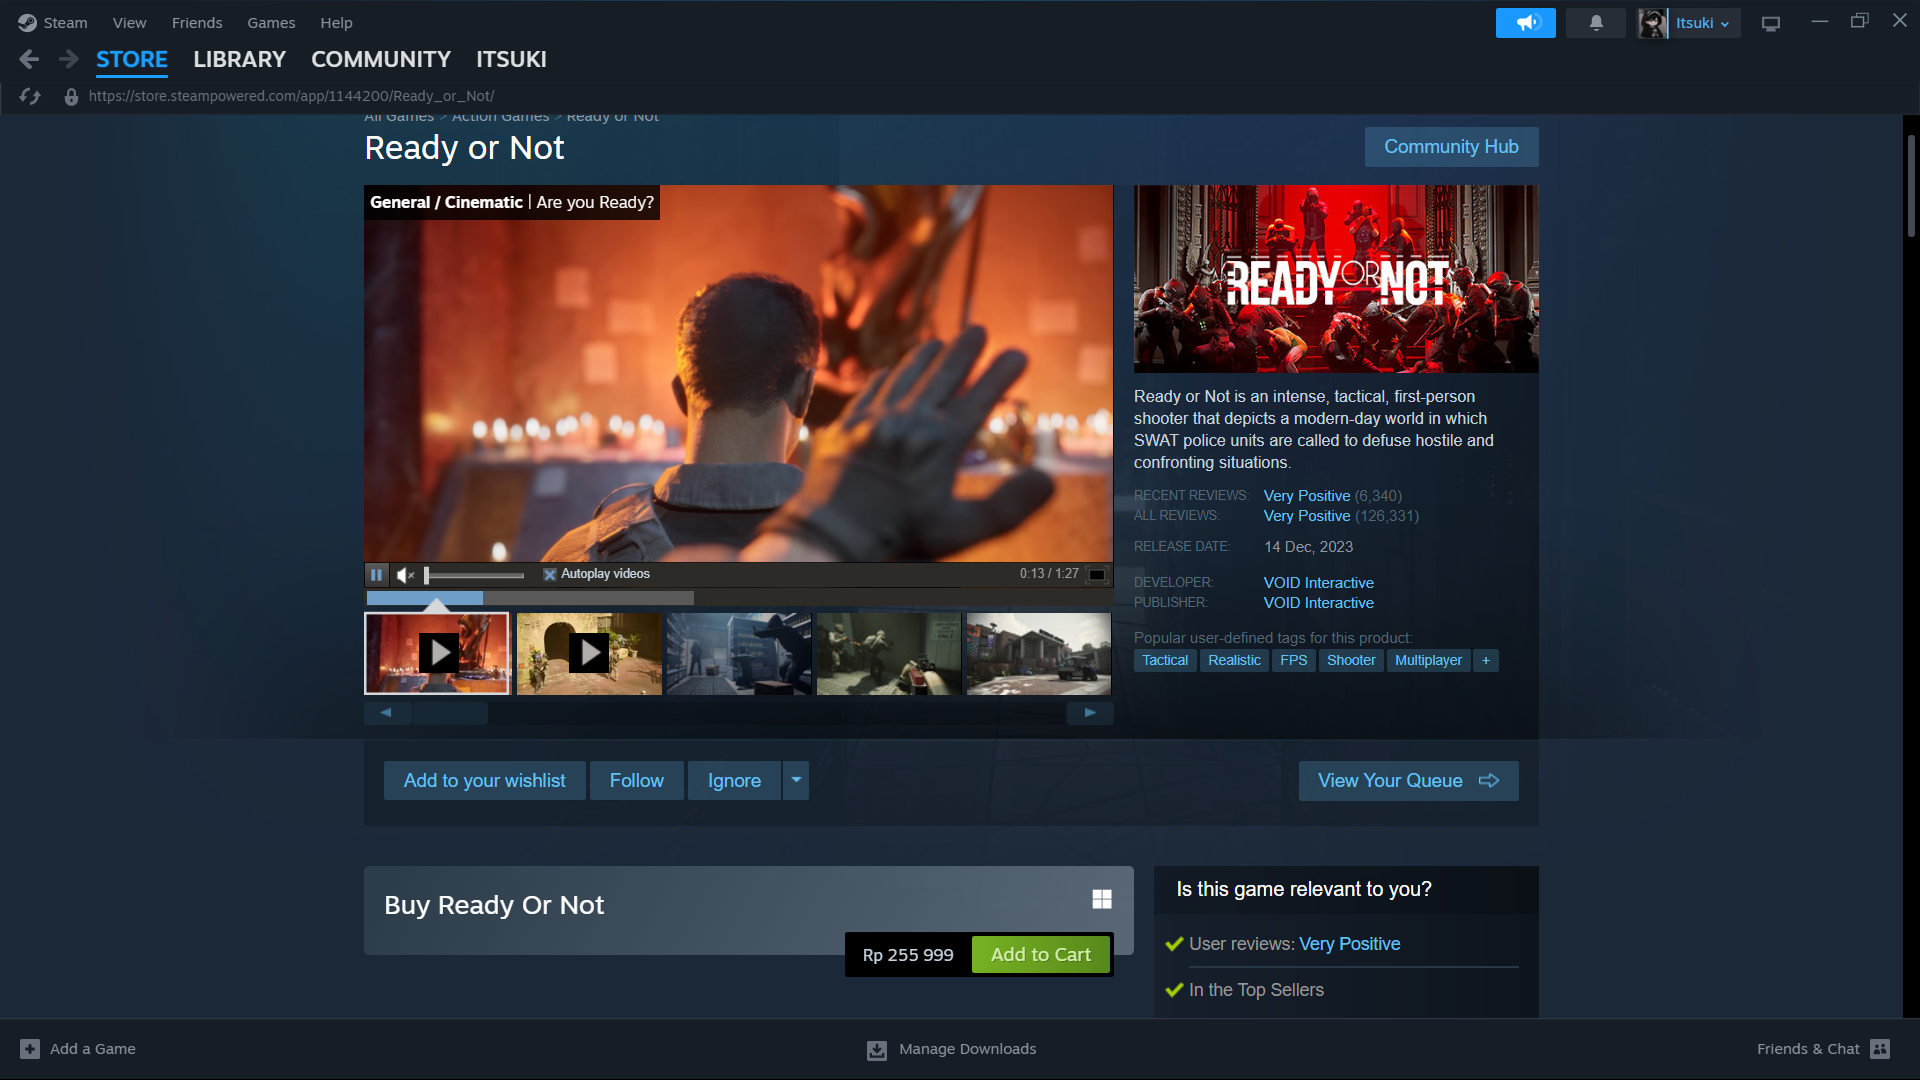 Steam View Friends Games Help
Itsuki
STORE LIBRARY COMMUNITY ITSUKI
https://store.steampowered.com/app/1144200/Ready_or_Not/
All Games > Action Games > Ready or Not
Ready or Not
Community Hub
General / Cinematic | Are you Ready?
READY OR NOT
Ready or Not is an intense, tactical, first-person
shooter that depicts a modern-day world in which
SWAT police units are called to defuse hostile and
confronting situations.
RECENT REVIEWS: Very Positive (6,340)
ALL REVIEWS: Very Positive (126,331)
RELEASE DATE: 14 Dec, 2023
DEVELOPER: VOID Interactive
PUBLISHER: VOID Interactive
Popular user-defined tags for this product:
Tactical Realistic FPS Shooter Multiplayer +
Autoplay videos
0:13 / 1:27
Add to your wishlist Follow Ignore
View Your Queue
Buy Ready Or Not
Rp 255 999 Add to Cart
Is this game relevant to you?
User reviews: Very Positive
In the Top Sellers
Add a Game
Manage Downloads
Friends & Chat